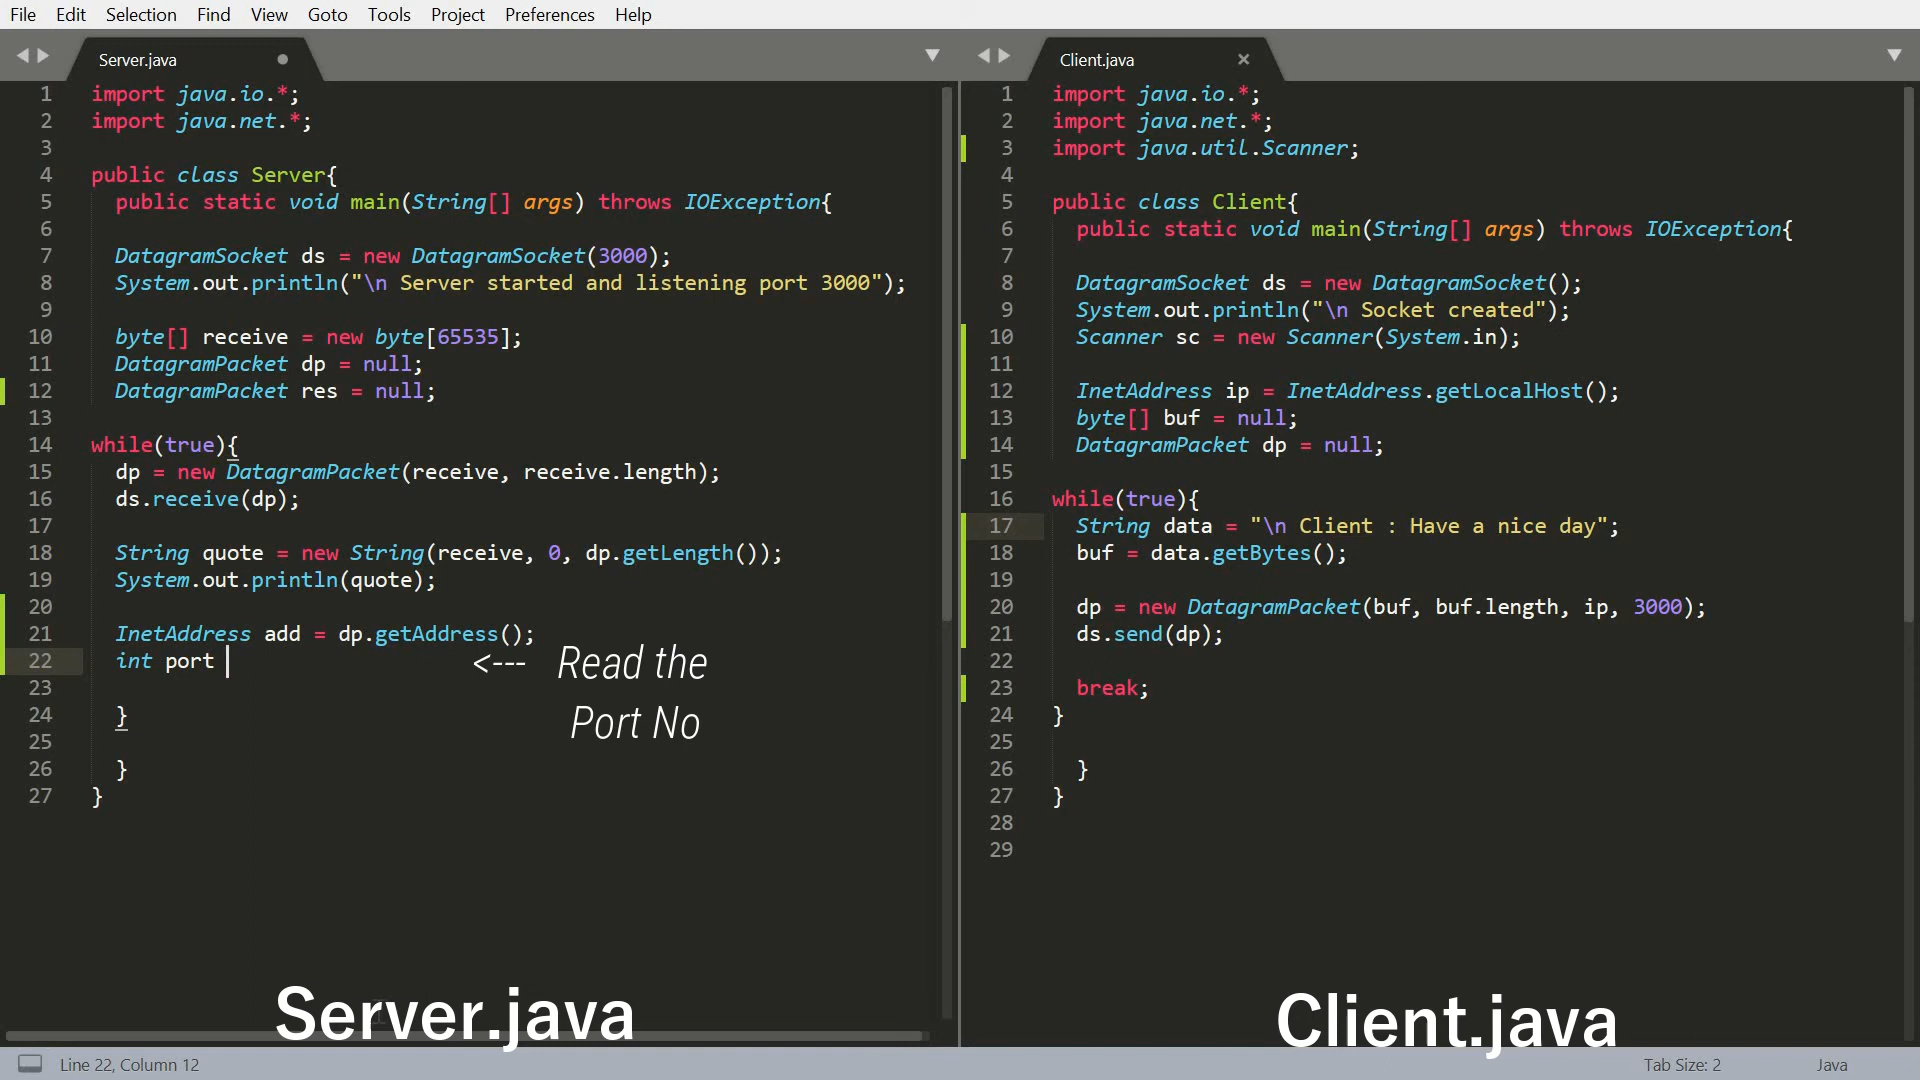 File Edit Selection Find View Goto Tools Project Preferences Help
Server.java
1 import java.io.*;
2 import java.net.*;
3
4 public class Server{
5 public static void main(String[] args) throws IOException{
6
7 DatagramSocket ds = new DatagramSocket(3000);
8 System.out.println("\n Server started and listening port 3000");
9
10 byte[] receive = new byte[65535];
11 DatagramPacket dp = null;
12 DatagramPacket res = null;
13
14 while(true){
15 dp = new DatagramPacket(receive, receive.length);
16 ds.receive(dp);
17
18 String quote = new String(receive, 0, dp.getLength());
19 System.out.println(quote);
20
21 InetAddress add = dp.getAddress();
22 int port
23
24 }
25
26 }
27 }
<--- Read the
Port No
Server.java
Client.java
1 import java.io.*;
2 import java.net.*;
3 import java.util.Scanner;
4
5 public class Client{
6 public static void main(String[] args) throws IOException{
7
8 DatagramSocket ds = new DatagramSocket();
9 System.out.println("\n Socket created");
10 Scanner sc = new Scanner(System.in);
11
12 InetAddress ip = InetAddress.getLocalHost();
13 byte[] buf = null;
14 DatagramPacket dp = null;
15
16 while(true){
17 String data = "\n Client : Have a nice day";
18 buf = data.getBytes();
19
20 dp = new DatagramPacket(buf, buf.length, ip, 3000);
21 ds.send(dp);
22
23 break;
24 }
25
26 }
27 }
28
29
Client.java
Line 22, Column 12
Tab Size: 2
Java